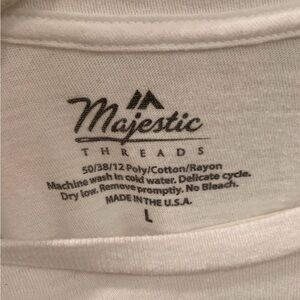 Majestic
THREADS
50/38/12 Poly/Cotton/Rayon
Machine wash in cold water. Delicate cycle.
Dry low. Remove promptly. No Bleach.
MADE IN THE U.S.A.
L